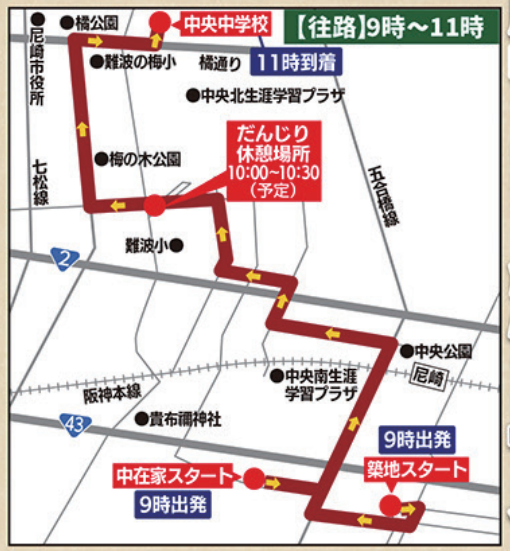 【往路】9時〜11時
中央中学校
11時到着
橘公園
尼崎市役所
難波の梅小
橘通り
中央北生涯学習プラザ
だんじり
休憩場所
10:00~10:30
(予定)
梅の木公園
七松線
五合橋線
難波小
2
中央公園
尼崎
中央南生涯
学習プラザ
阪神本線
43
貴布禰神社
9時出発
築地スタート
中在家スタート
9時出発